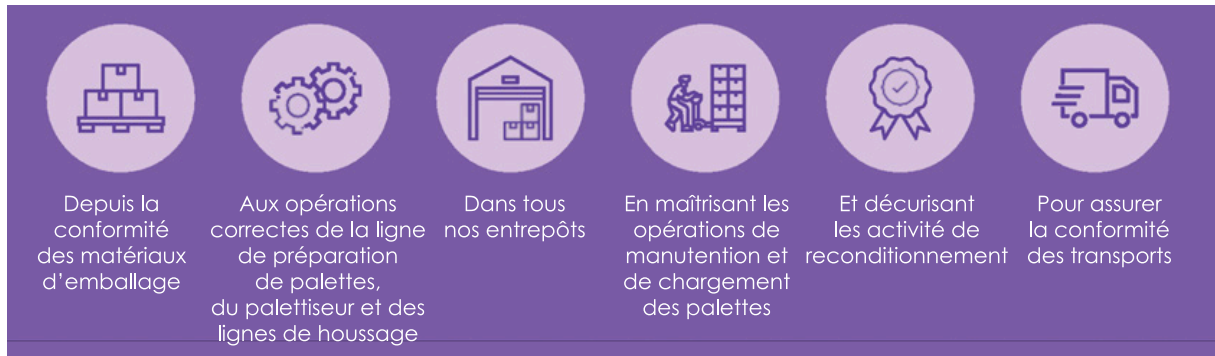 Depuis la
conformité
des matériaux
d'emballage
Aux opérations
correctes de la ligne
de préparation
de palettes,
du palettiseur et des
lignes de houssage
Dans tous
nos entrepôts
En maîtrisant les
opérations de
manutention et
de chargement
des palettes
Et décurisant
les activité de
reconditionnement
Pour assurer
la conformité
des transports